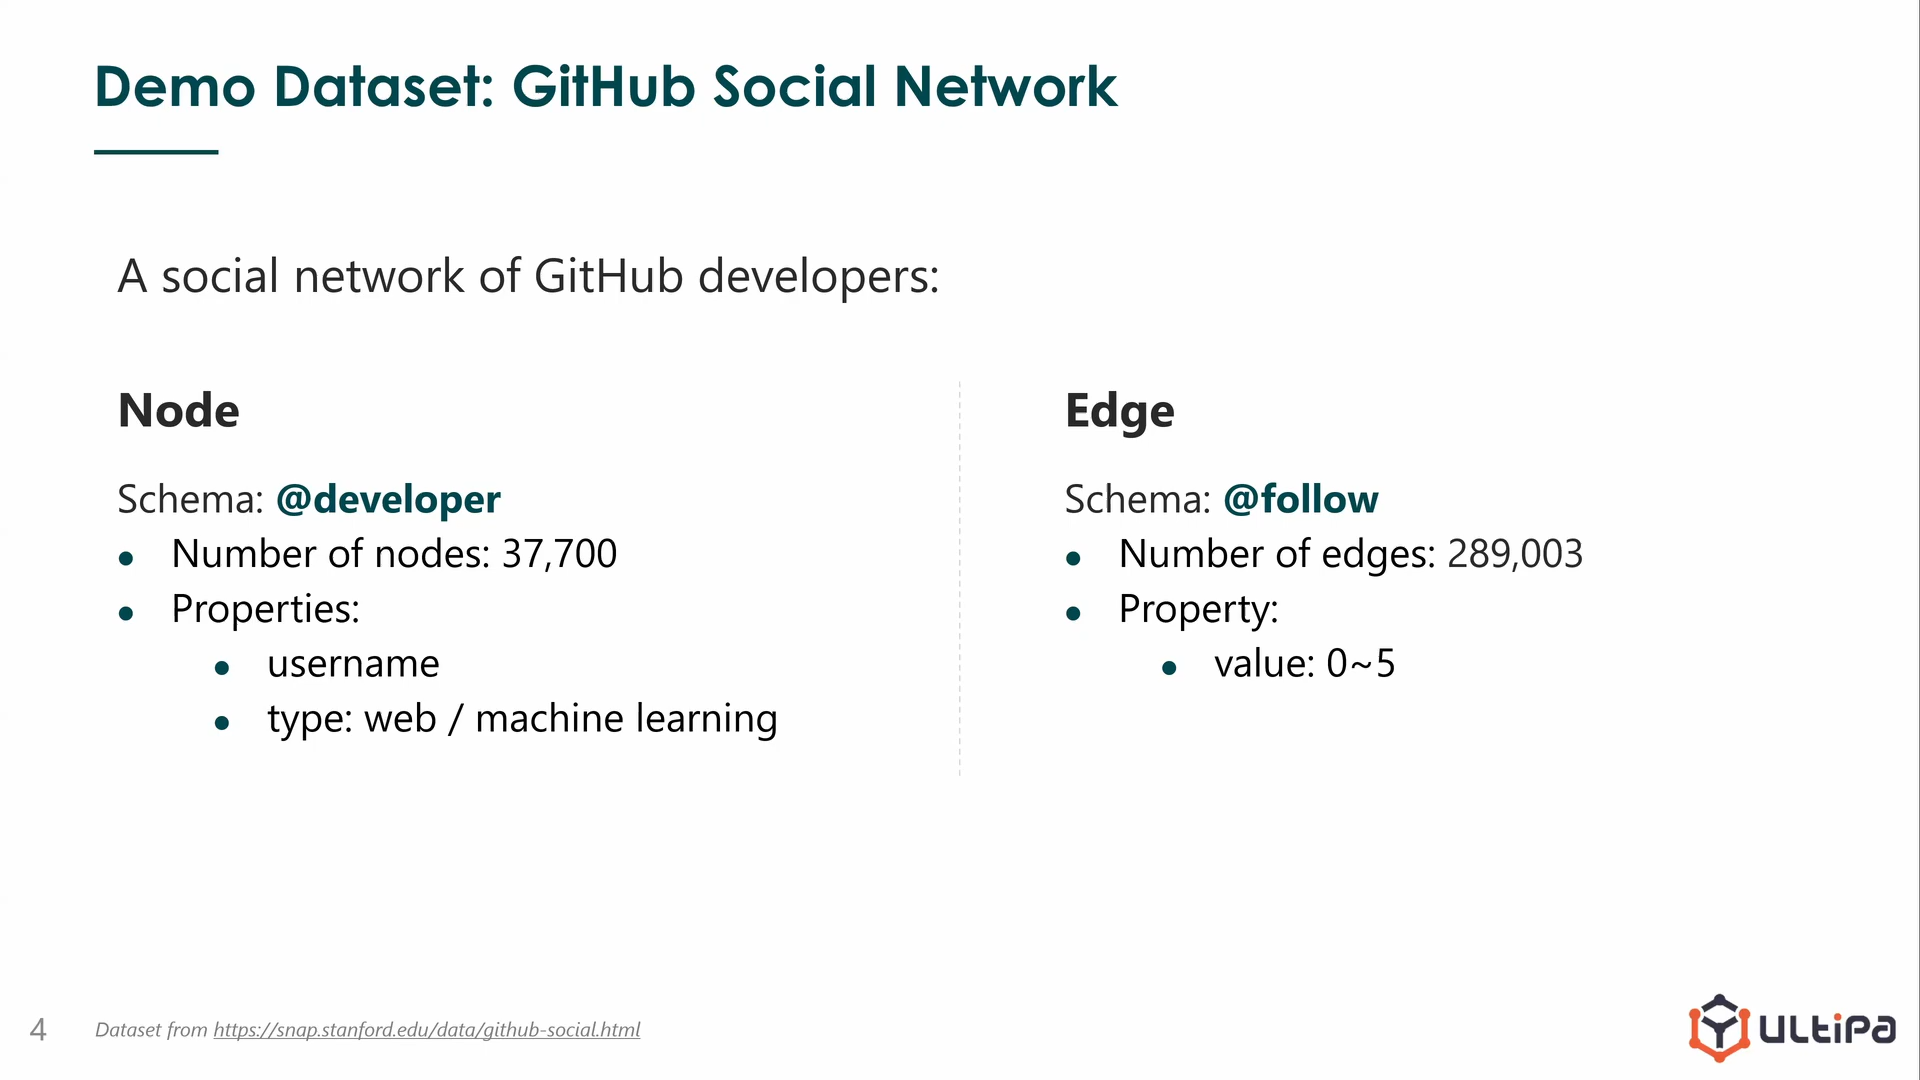 Demo Dataset: GitHub Social Network
A social network of GitHub developers:
Node
Schema: @developer
• Number of nodes: 37,700
• Properties:
• username
• type: web / machine learning
Edge
Schema: @follow
• Number of edges: 289,003
• Property:
• value: 0~5
4
Dataset from https://snap.stanford.edu/data/github-social.html
ULTIPA